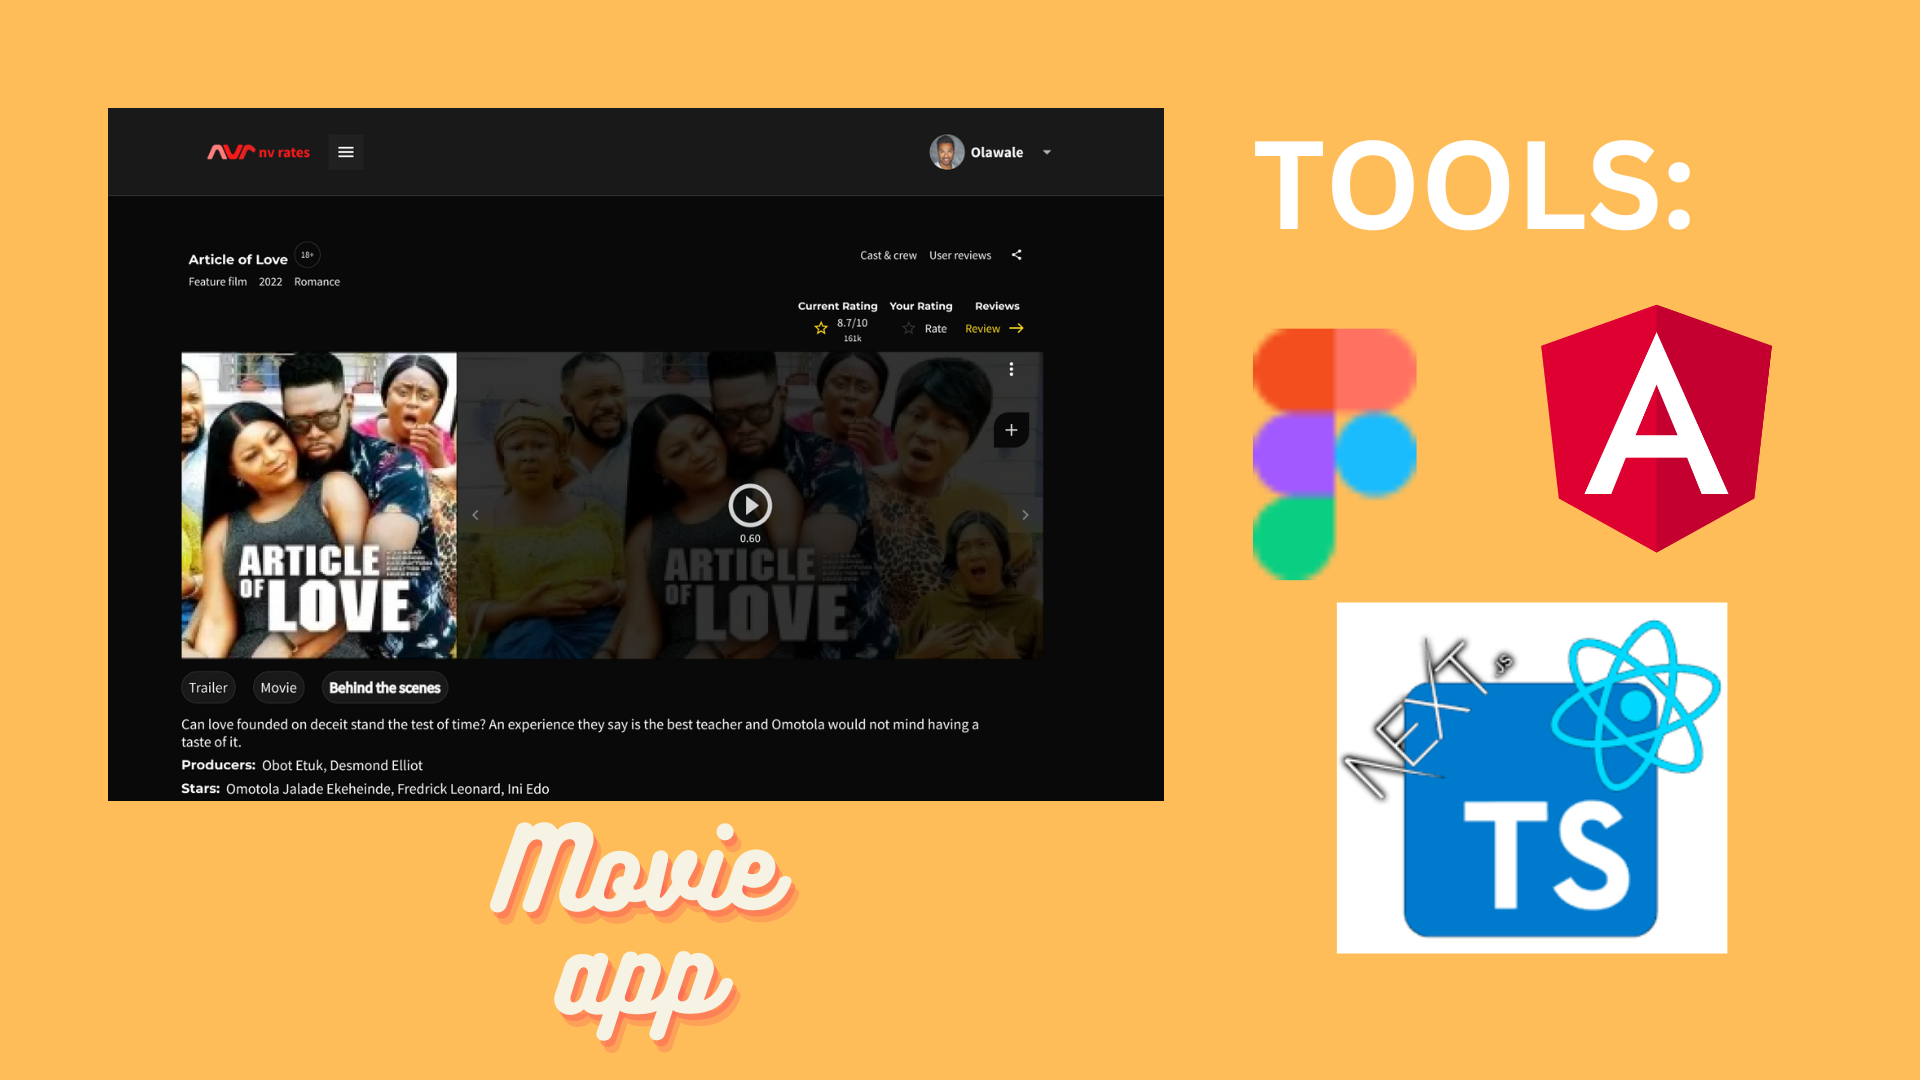 nv rates
Olawale
TOOLS:
Article of Love 18+
Feature film 2022 Romance
Cast & crew User reviews
Current Rating Your Rating Reviews
8.7/10 Rate Review
161k
0.60
ARTICLE
OF LOVE
ARTICLE
OF LOVE
Trailer Movie Behind the scenes
Can love founded on deceit stand the test of time? An experience they say is the best teacher and Omotola would not mind having a
taste of it.
Producers: Obot Etuk, Desmond Elliot
Stars: Omotola Jalade Ekeheinde, Fredrick Leonard, Ini Edo
A
NEXT JS
TS
Movie
app